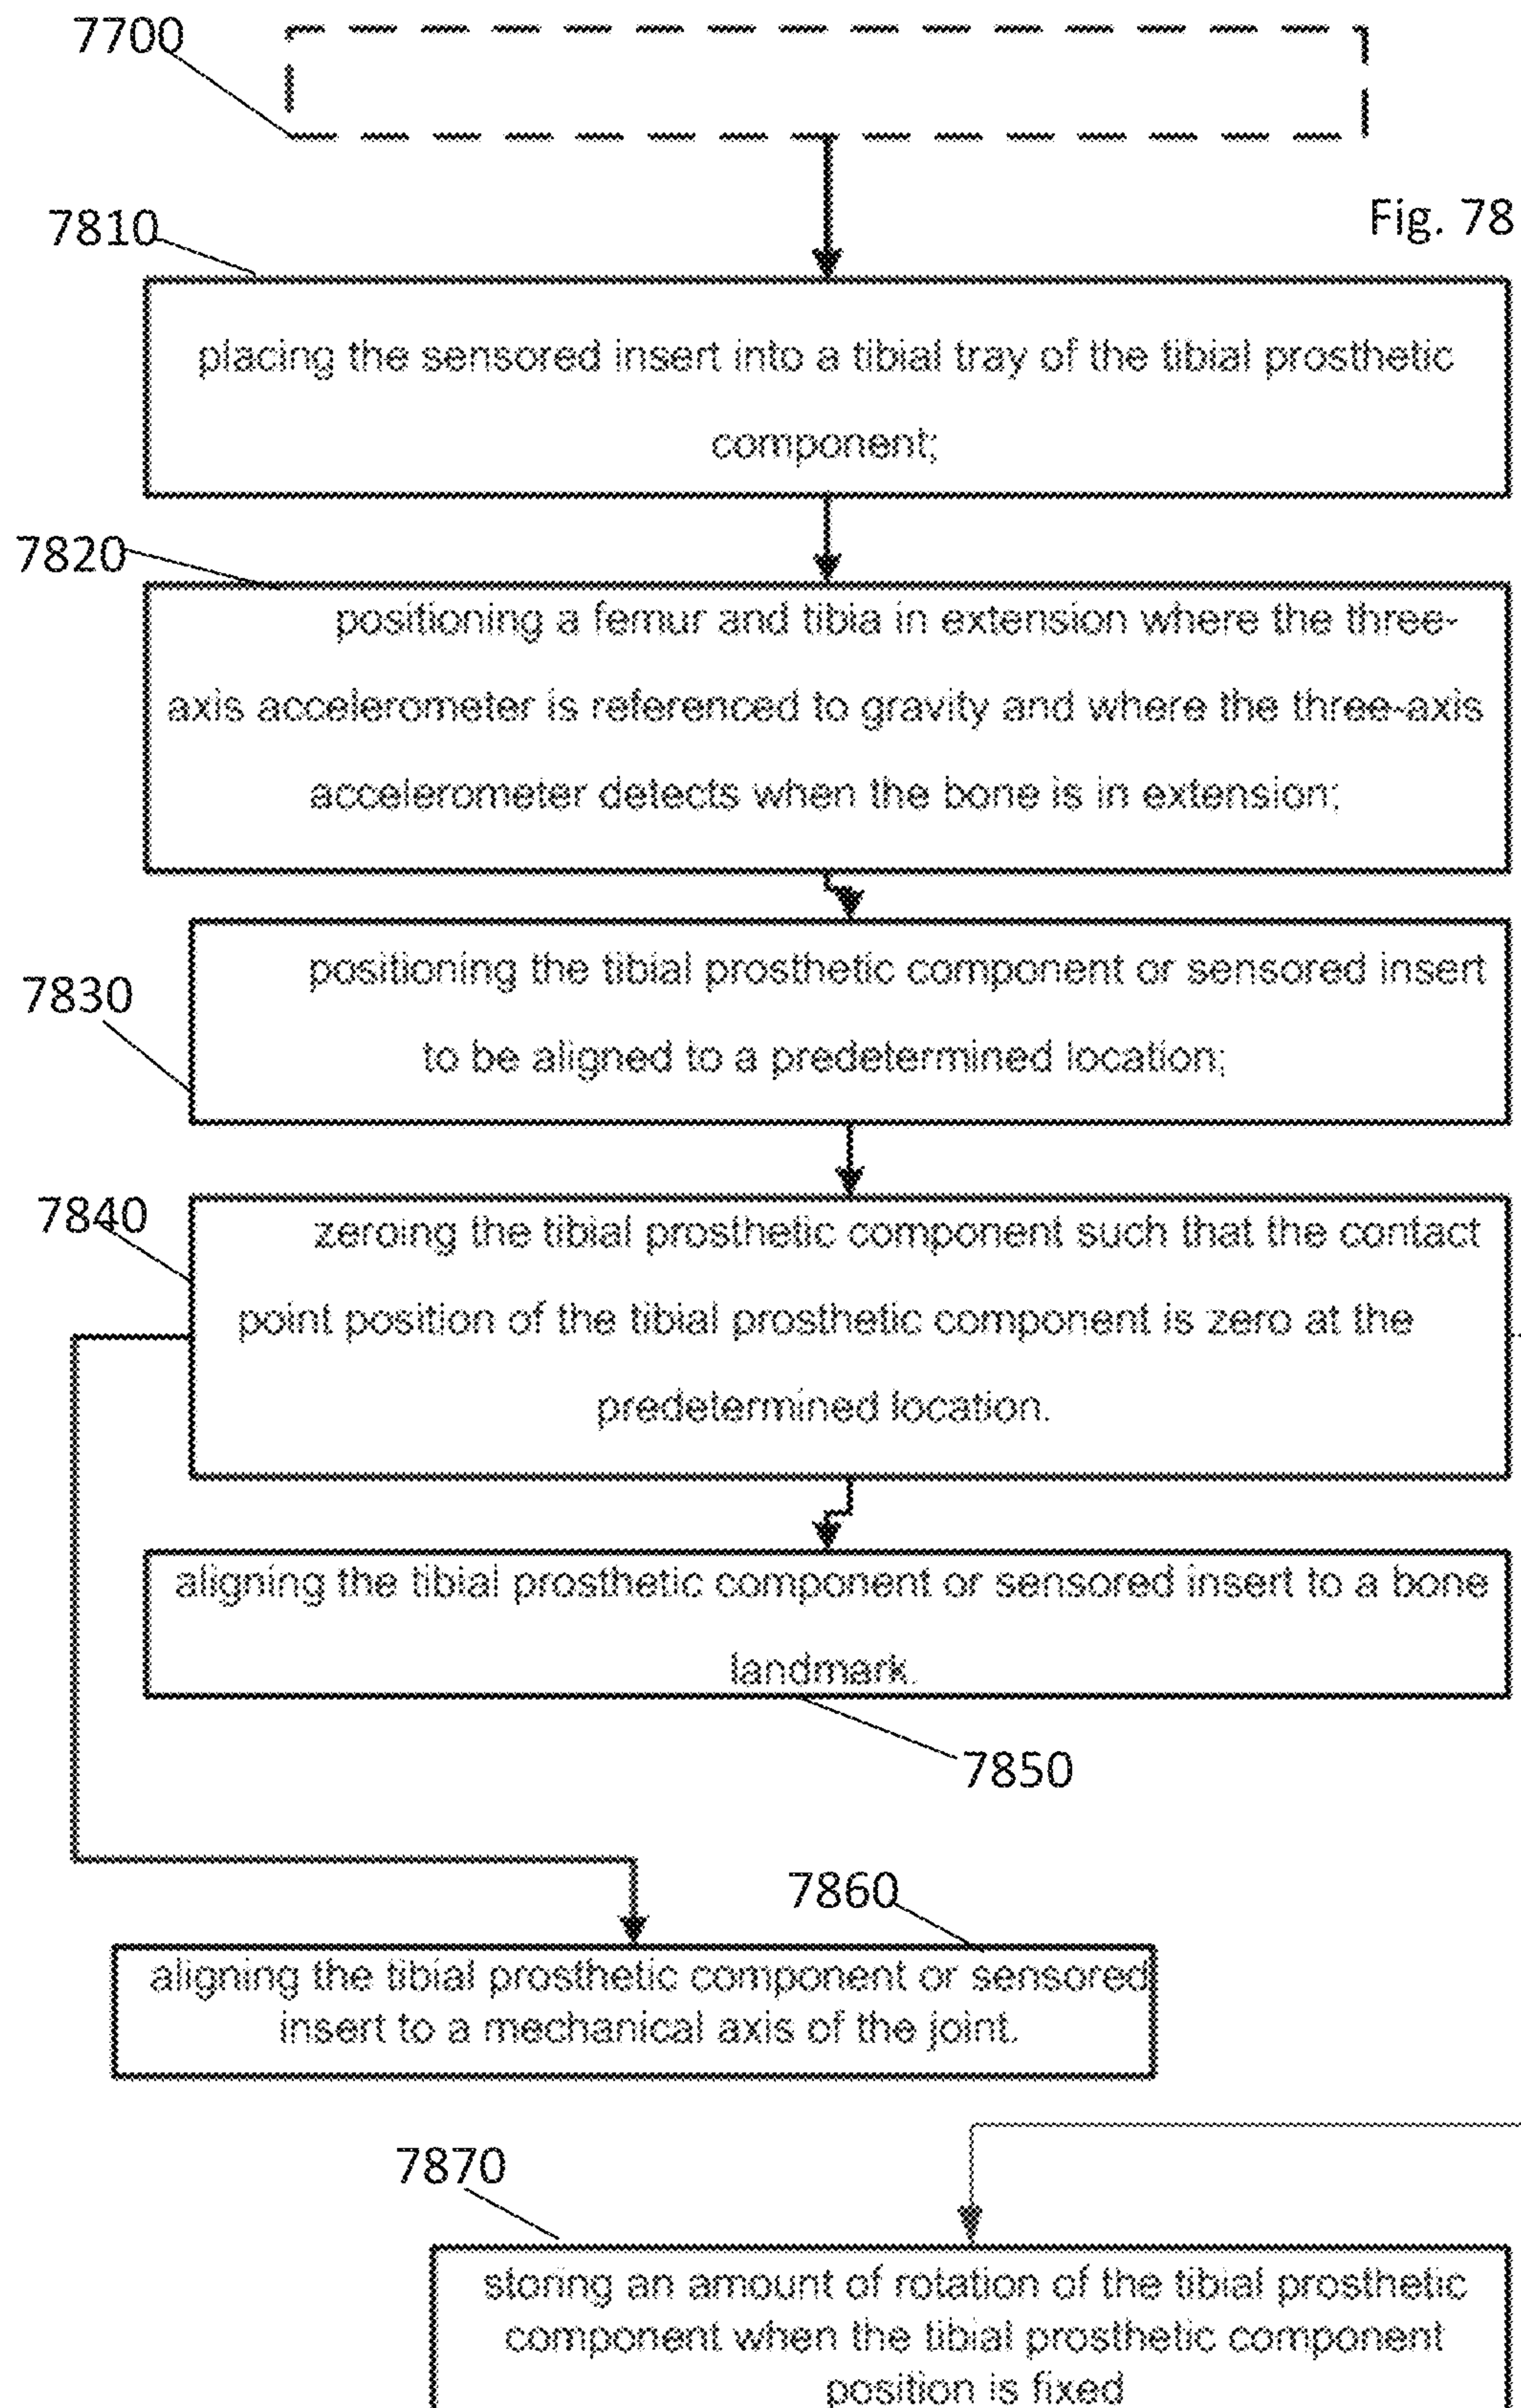 7700
Fig. 78
7810
placing the sensored insert into a tibial tray of the tibial prosthetic
component;
7820
positioning a femur and tibia in extension where the three-
axis accelerometer is referenced to gravity and where the three-axis
accelerometer detects when the bone is in extension;
7830
positioning the tibial prosthetic component or sensored insert
to be aligned to a predetermined location;
7840
zeroing the tibial prosthetic component such that the contact
point position of the tibial prosthetic component is zero at the
predetermined location.
aligning the tibial prosthetic component or sensored insert to a bone
landmark.
7850
7860
aligning the tibial prosthetic component or sensored
insert to a mechanical axis of the joint.
7870
storing an amount of rotation of the tibial prosthetic
component when the tibial prosthetic component
position is fixed